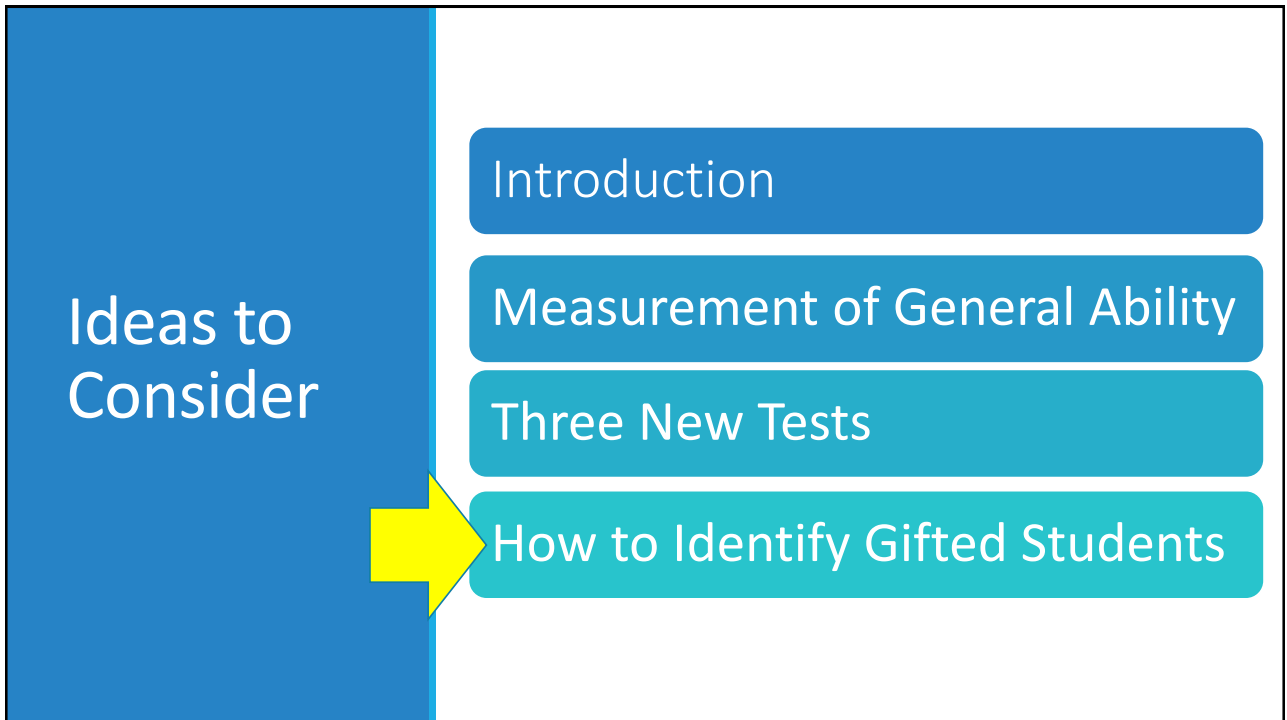 Ideas to
Consider
Introduction
Measurement of General Ability
Three New Tests
How to Identify Gifted Students